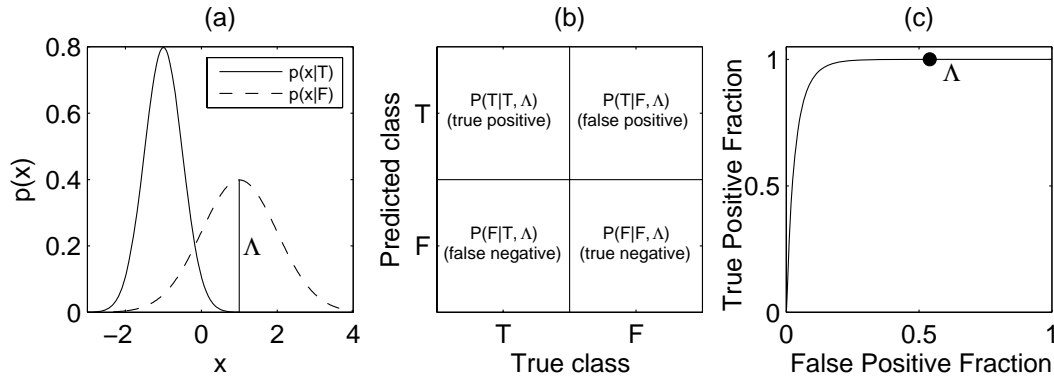 (a)
0.8
0.6
0.4
0.2
0
p(x)
p(x|T)
p(x|F)
Λ
−2
0
2
4
x
(b)
Predicted class
T
F
P(T|T, Λ)
(true positive)
P(T|F, Λ)
(false positive)
P(F|T, Λ)
(false negative)
P(F|F, Λ)
(true negative)
T
F
True class
(c)
True Positive Fraction
1
0.5
0
Λ
0
0.5
1
False Positive Fraction